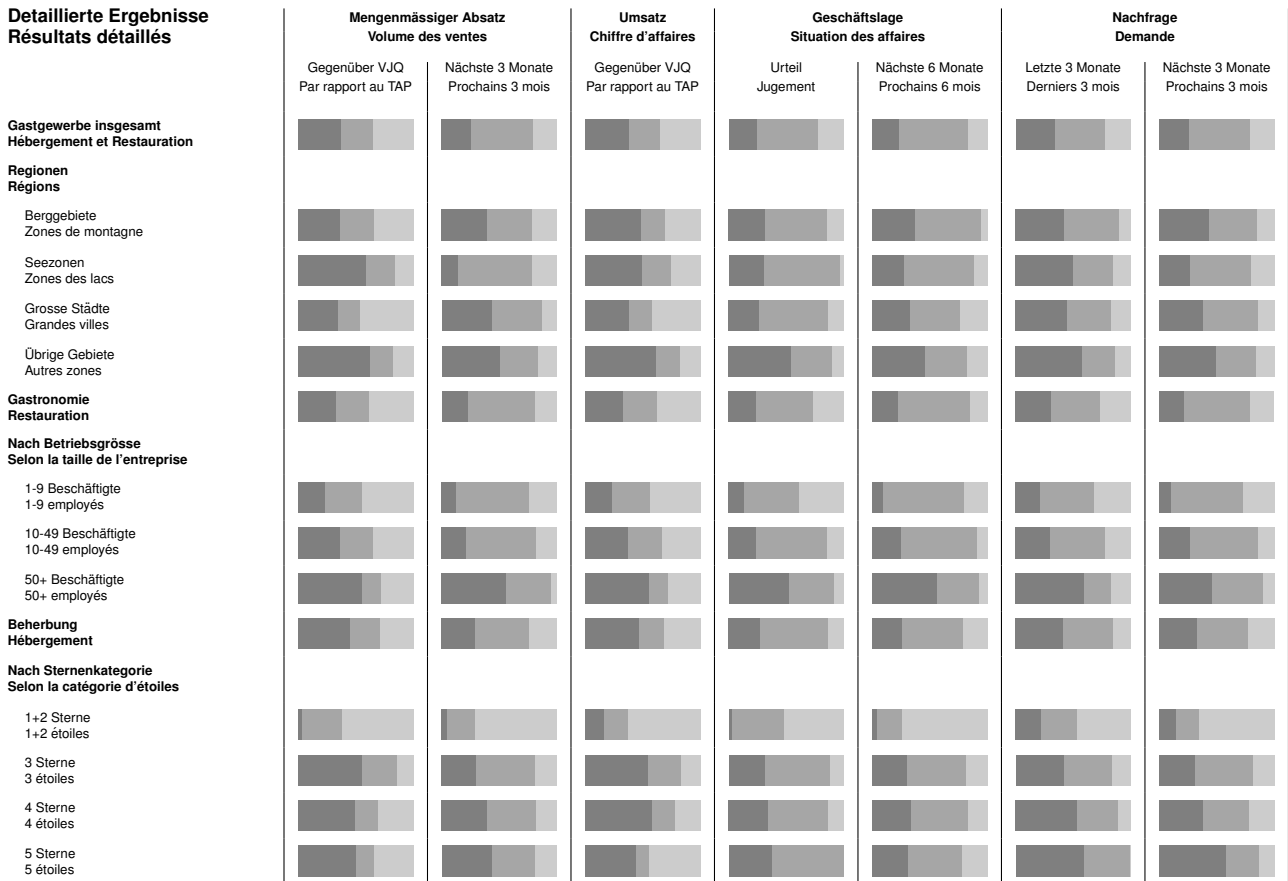 Detaillierte Ergebnisse
Résultats détaillés
Mengenmässiger Absatz
Volume des ventes
Umsatz
Chiffre d'affaires
Geschäftslage
Situation des affaires
Nachfrage
Demande
Gegenüber VJQ
Par rapport au TAP
Nächste 3 Monate
Prochains 3 mois
Gegenüber VJQ
Par rapport au TAP
Urteil
Jugement
Nächste 6 Monate
Prochains 6 mois
Letzte 3 Monate
Derniers 3 mois
Nächste 3 Monate
Prochains 3 mois
Gastgewerbe insgesamt
Hébergement et Restauration
Regionen
Régions
Berggebiete
Zones de montagne
Seezonen
Zones des lacs
Grosse Städte
Grandes villes
Übrige Gebiete
Autres zones
Gastronomie
Restauration
Nach Betriebsgrösse
Selon la taille de l'entreprise
1-9 Beschäftigte
1-9 employés
10-49 Beschäftigte
10-49 employés
50+ Beschäftigte
50+ employés
Beherbung
Hébergement
Nach Sternenkategorie
Selon la catégorie d'étoiles
1+2 Sterne
1+2 étoiles
3 Sterne
3 étoiles
4 Sterne
4 étoiles
5 Sterne
5 étoiles